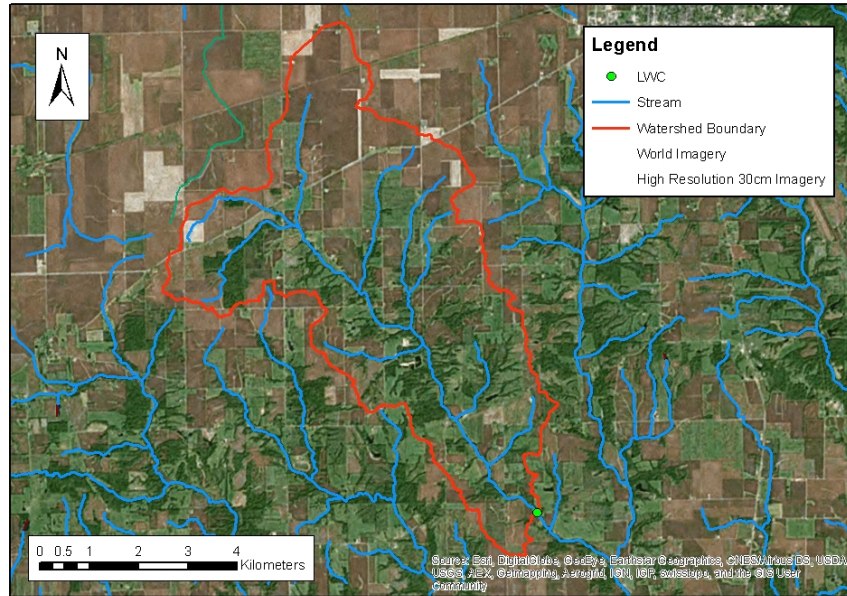 N
Legend
LWC
Stream
Watershed Boundary
World Imagery
High Resolution 30cm Imagery
0 0.5 1 2 3 4
Kilometers
Source: Esri, DigitalGlobe, GeoEye, Earthstar Geographics, CNES/Airbus DS, USDA,
USGS, AEX, Getmapping, Aerogrid, IGN, IGP, swisstopo, and the GIS User
Community